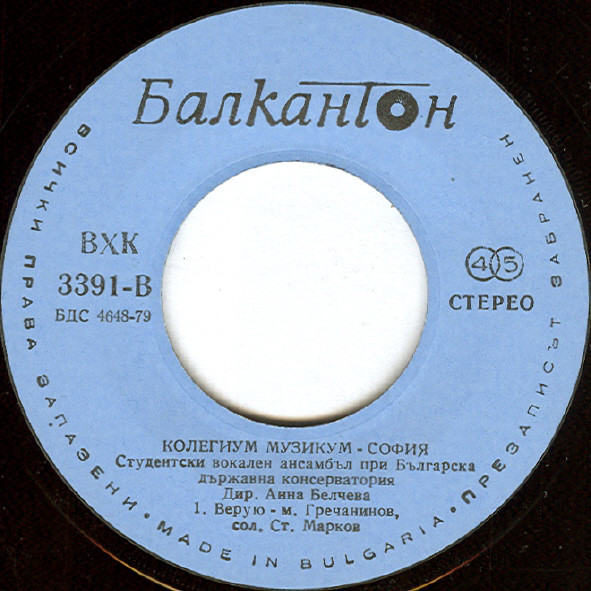 Балкантон
ВХК
3391-В
БДС 4648-79
45
СТЕРЕО
КОЛЕГИУМ МУЗИКУМ - СОФИЯ
Студентски вокален ансамбъл при Българска
държавна консерватория
Дир. Анна Белчева
1. Верую - м. Гречанинов,
сол. Ст. Марков
ВСИЧКИ ПРАВА ЗАПАЗЕНИ • MADE IN BULGARIA • ПРЕЗАПИСЪТ ЗАБРАНЕН